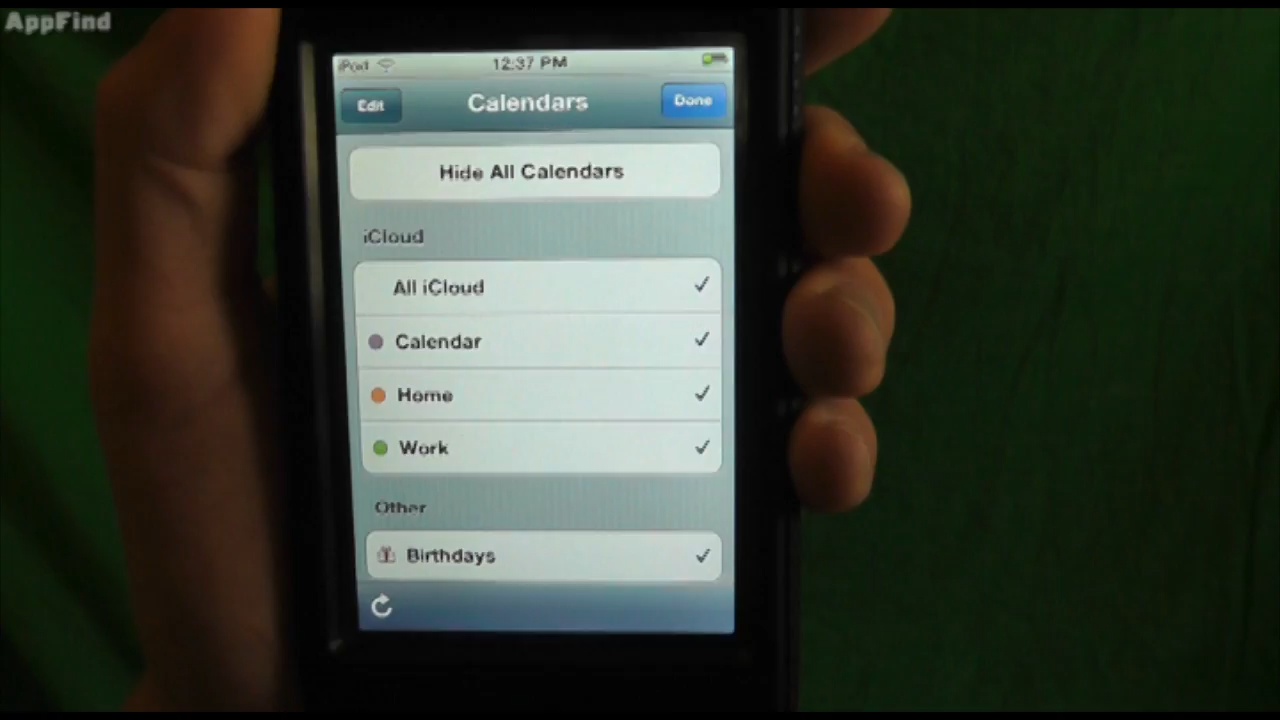 AppFind
iPod 12:37 PM
Edit Calendars Done
Hide All Calendars
iCloud
All iCloud
Calendar
Home
Work
Other
Birthdays